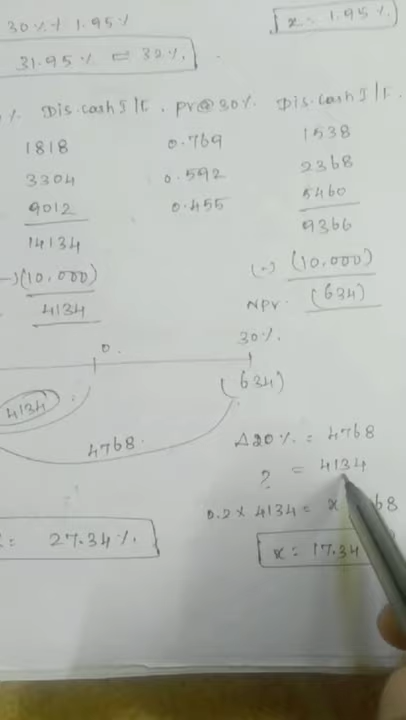 30% + 1.95%
x = 1.95%
31.95% = 32%
% Dis.cash I/F. PV@30%. Dis.cash I/F.
1818 0.769 1538
3304 0.592 2368
9012 0.455 5460
14134 9366
(-) (10,000) (-) (10,000)
4134 NPV. (634)
0. 30%.
4134 (634)
4768.
Δ20% = 4768
? = 4134
0.2 x 4134 = x
= 27.34%.
x = 17.34